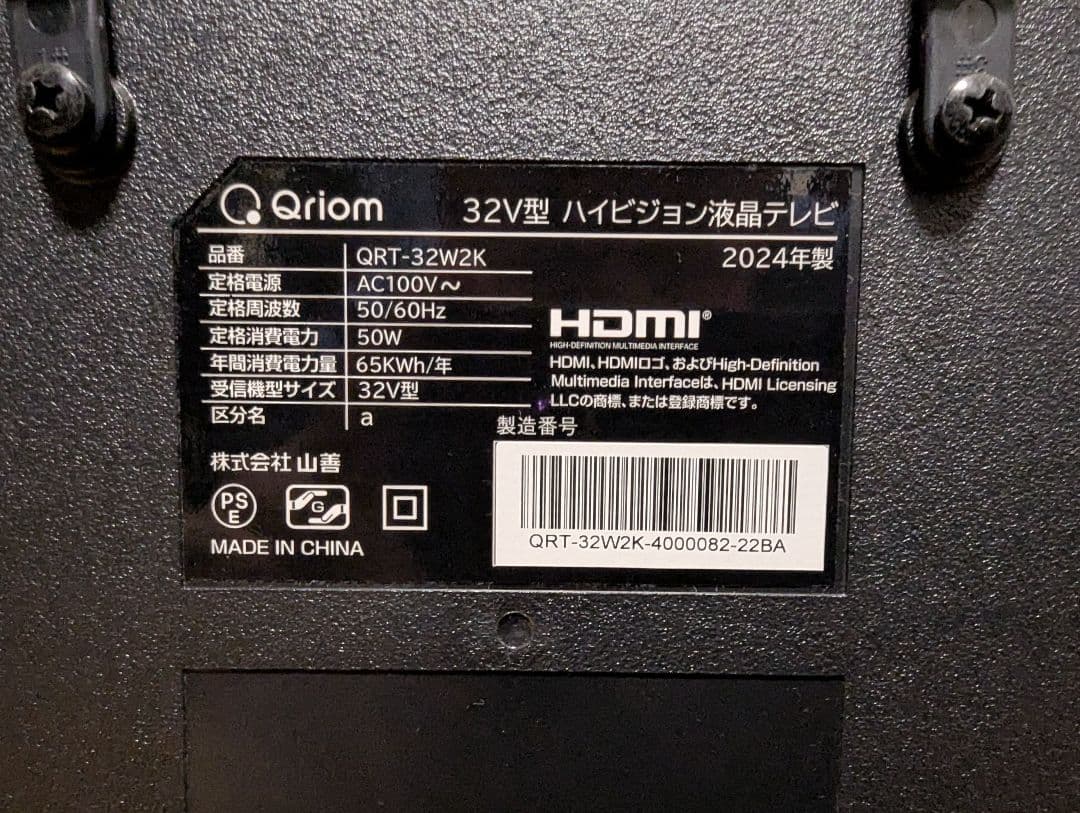 Qriom 32V型 ハイビジョン液晶テレビ
2024年製
品番 QRT-32W2K
定格電源 AC100V～
定格周波数 50/60Hz
定格消費電力 50W
年間消費電力量 65KWh/年
受信機型サイズ 32V型
区分名 a
HDMI®
HIGH-DEFINITION MULTIMEDIA INTERFACE
HDMI、HDMIロゴ、およびHigh-Definition
Multimedia Interfaceは、HDMI Licensing
LLCの商標、または登録商標です。
株式会社 山善
PS
E
G
MADE IN CHINA
製造番号
QRT-32W2K-4000082-22BA